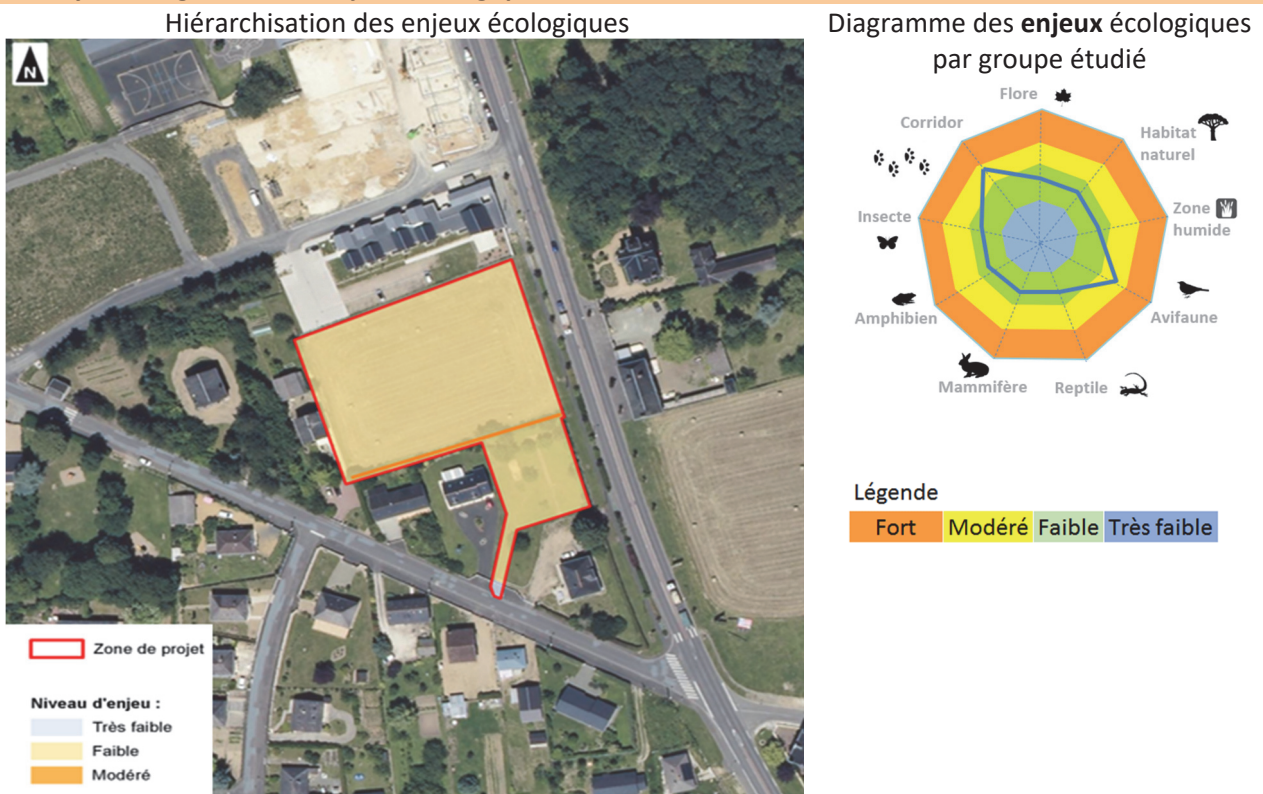 Hiérarchisation des enjeux écologiques
N
Zone de projet
Niveau d'enjeu :
Très faible
Faible
Modéré
Diagramme des enjeux écologiques
par groupe étudié
Flore
Habitat
naturel
Zone
humide
Avifaune
Reptile
Mammifère
Amphibien
Insecte
Corridor
Légende
Fort Modéré Faible Très faible